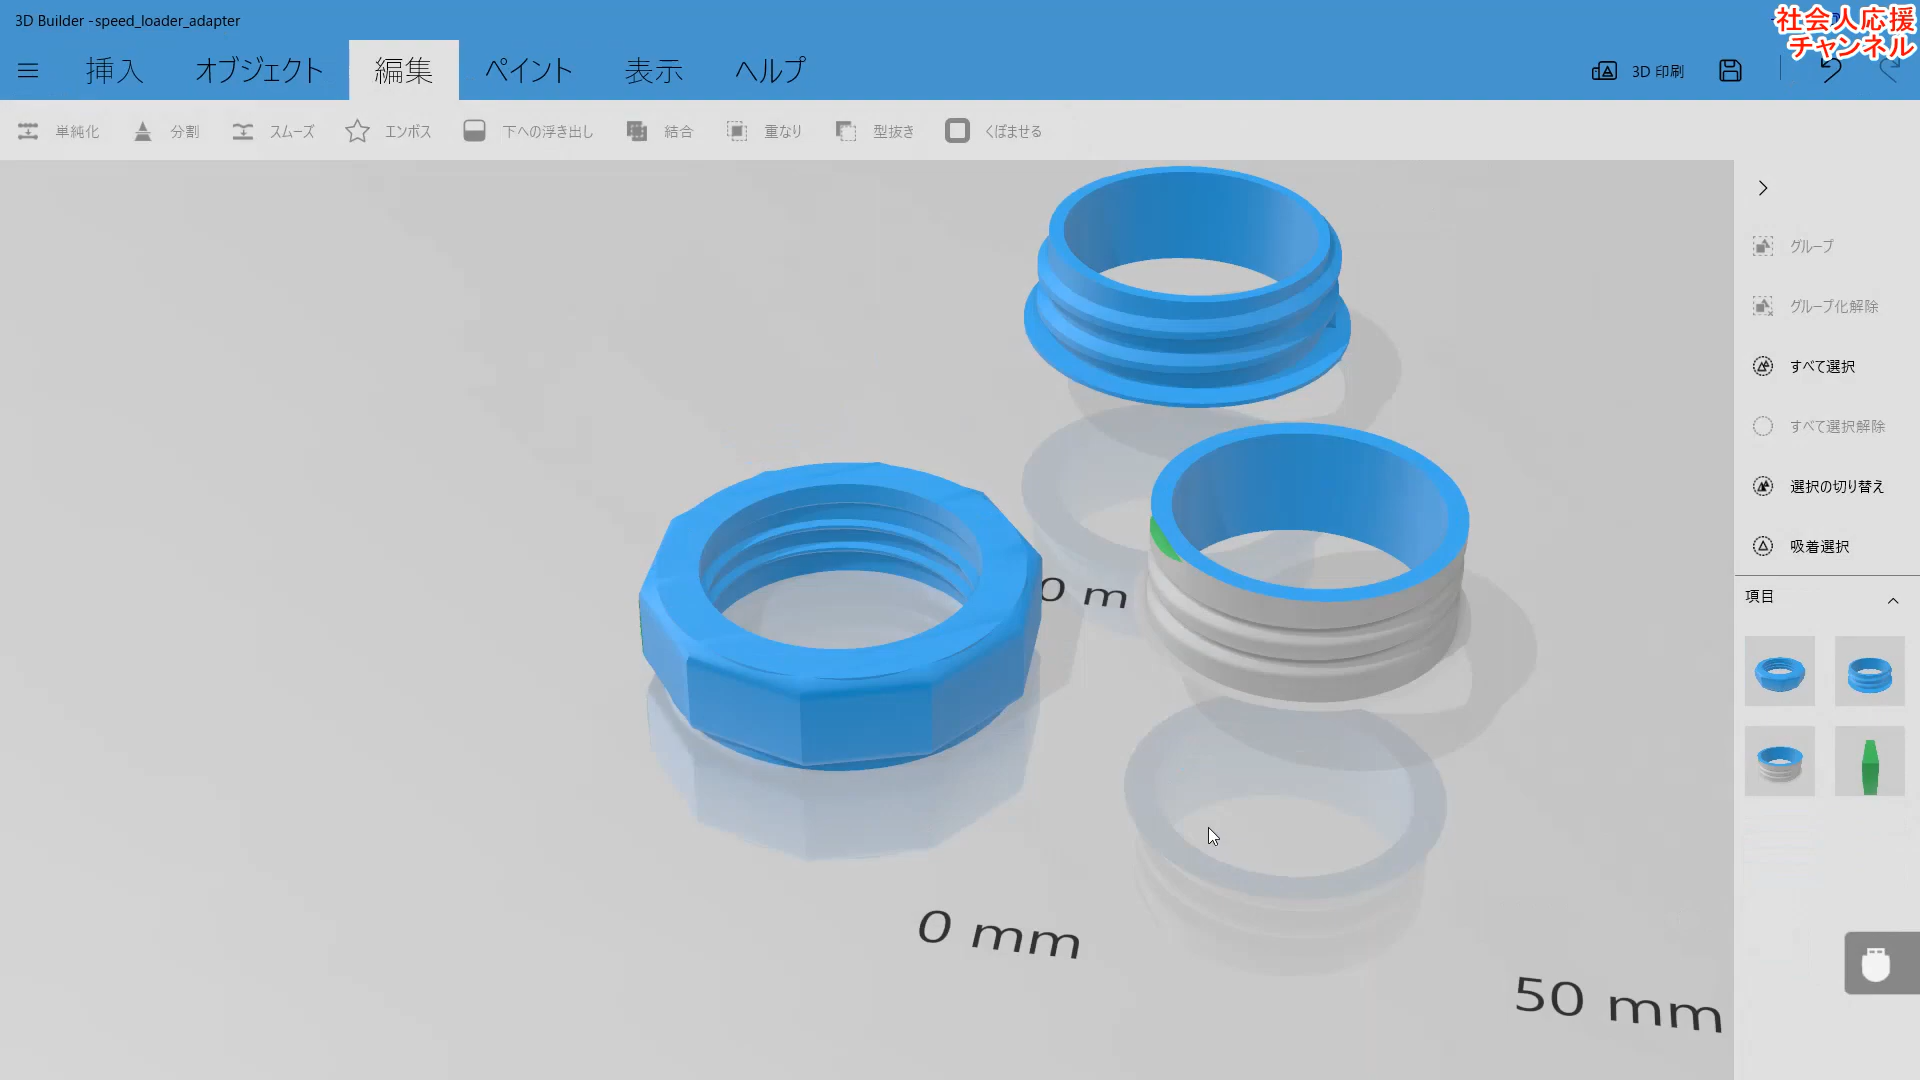 3D Builder - speed_loader_adapter
社会人応援
チャンネル
挿入 オブジェクト 編集 ペイント 表示 ヘルプ 3D 印刷
単純化 分割 スムーズ エンボス 下への浮き出し 結合 重なり 型抜き くぼませる
グループ
グループ化解除
すべて選択
すべて選択解除
選択の切り替え
吸着選択
項目
0 m
0 mm
50 mm